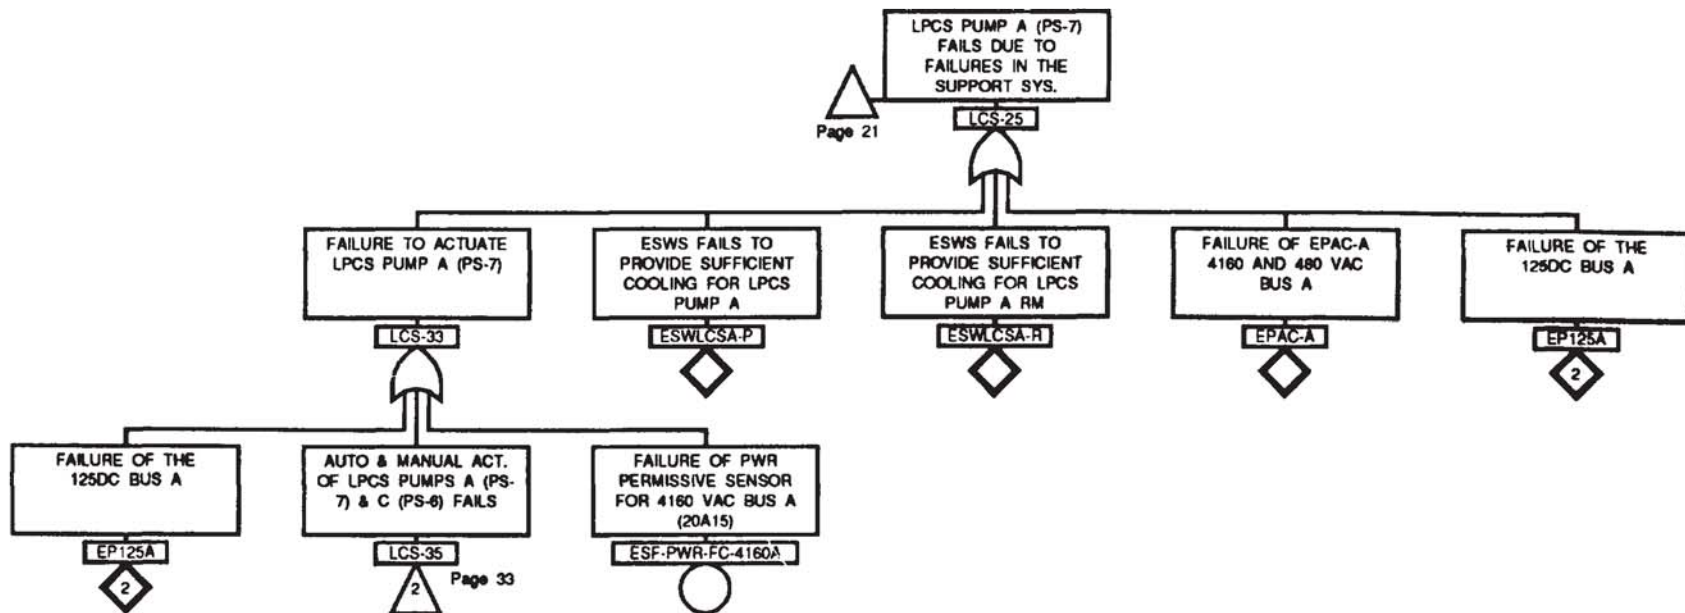 LPCS PUMP A (PS-7)
FAILS DUE TO
FAILURES IN THE
SUPPORT SYS.
Page 21
LCS-25
FAILURE TO ACTUATE
LPCS PUMP A (PS-7)
LCS-33
ESWS FAILS TO
PROVIDE SUFFICIENT
COOLING FOR LPCS
PUMP A
ESWLCSA-P
ESWS FAILS TO
PROVIDE SUFFICIENT
COOLING FOR LPCS
PUMP A RM
ESWLCSA-R
FAILURE OF EPAC-A
4160 AND 480 VAC
BUS A
EPAC-A
FAILURE OF THE
125DC BUS A
EP125A
2
FAILURE OF THE
125DC BUS A
EP125A
2
AUTO & MANUAL ACT.
OF LPCS PUMPS A (PS-
7) & C (PS-6) FAILS
LCS-35
2
Page 33
FAILURE OF PWR
PERMISSIVE SENSOR
FOR 4160 VAC BUS A
(20A15)
ESF-PWR-FC-4160A